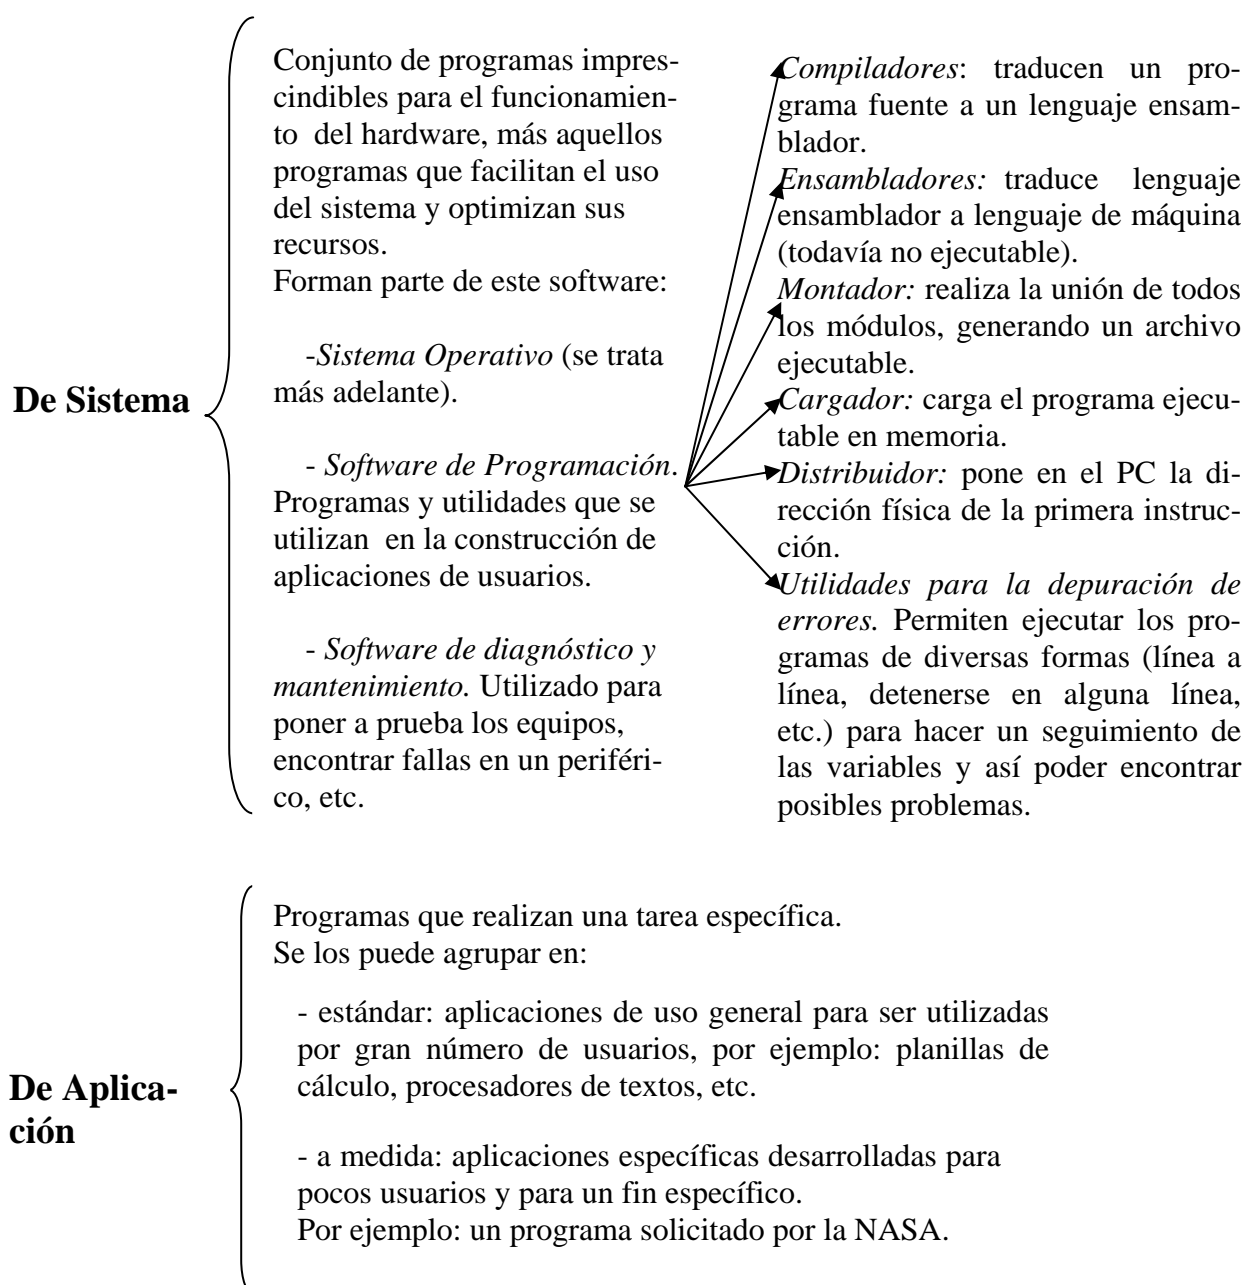 De Sistema
Conjunto de programas impres-
cindibles para el funcionamien-
to del hardware, más aquellos
programas que facilitan el uso
del sistema y optimizan sus
recursos.
Forman parte de este software:
-Sistema Operativo (se trata
más adelante).
- Software de Programación.
Programas y utilidades que se
utilizan en la construcción de
aplicaciones de usuarios.
- Software de diagnóstico y
mantenimiento. Utilizado para
poner a prueba los equipos,
encontrar fallas en un periféri-
co, etc.
Compiladores: traducen un pro-
grama fuente a un lenguaje ensam-
blador.
Ensambladores: traduce lenguaje
ensamblador a lenguaje de máquina
(todavía no ejecutable).
Montador: realiza la unión de todos
los módulos, generando un archivo
ejecutable.
Cargador: carga el programa ejecu-
table en memoria.
Distribuidor: pone en el PC la di-
rección física de la primera instruc-
ción.
Utilidades para la depuración de
errores. Permiten ejecutar los pro-
gramas de diversas formas (línea a
línea, detenerse en alguna línea,
etc.) para hacer un seguimiento de
las variables y así poder encontrar
posibles problemas.
De Aplica-
ción
Programas que realizan una tarea específica.
Se los puede agrupar en:
- estándar: aplicaciones de uso general para ser utilizadas
por gran número de usuarios, por ejemplo: planillas de
cálculo, procesadores de textos, etc.
- a medida: aplicaciones específicas desarrolladas para
pocos usuarios y para un fin específico.
Por ejemplo: un programa solicitado por la NASA.